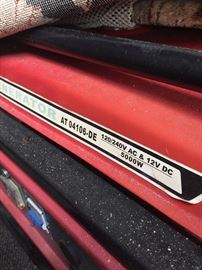 ERATOR
AT 04106-DE 120/240V AC & 12V DC
5000W